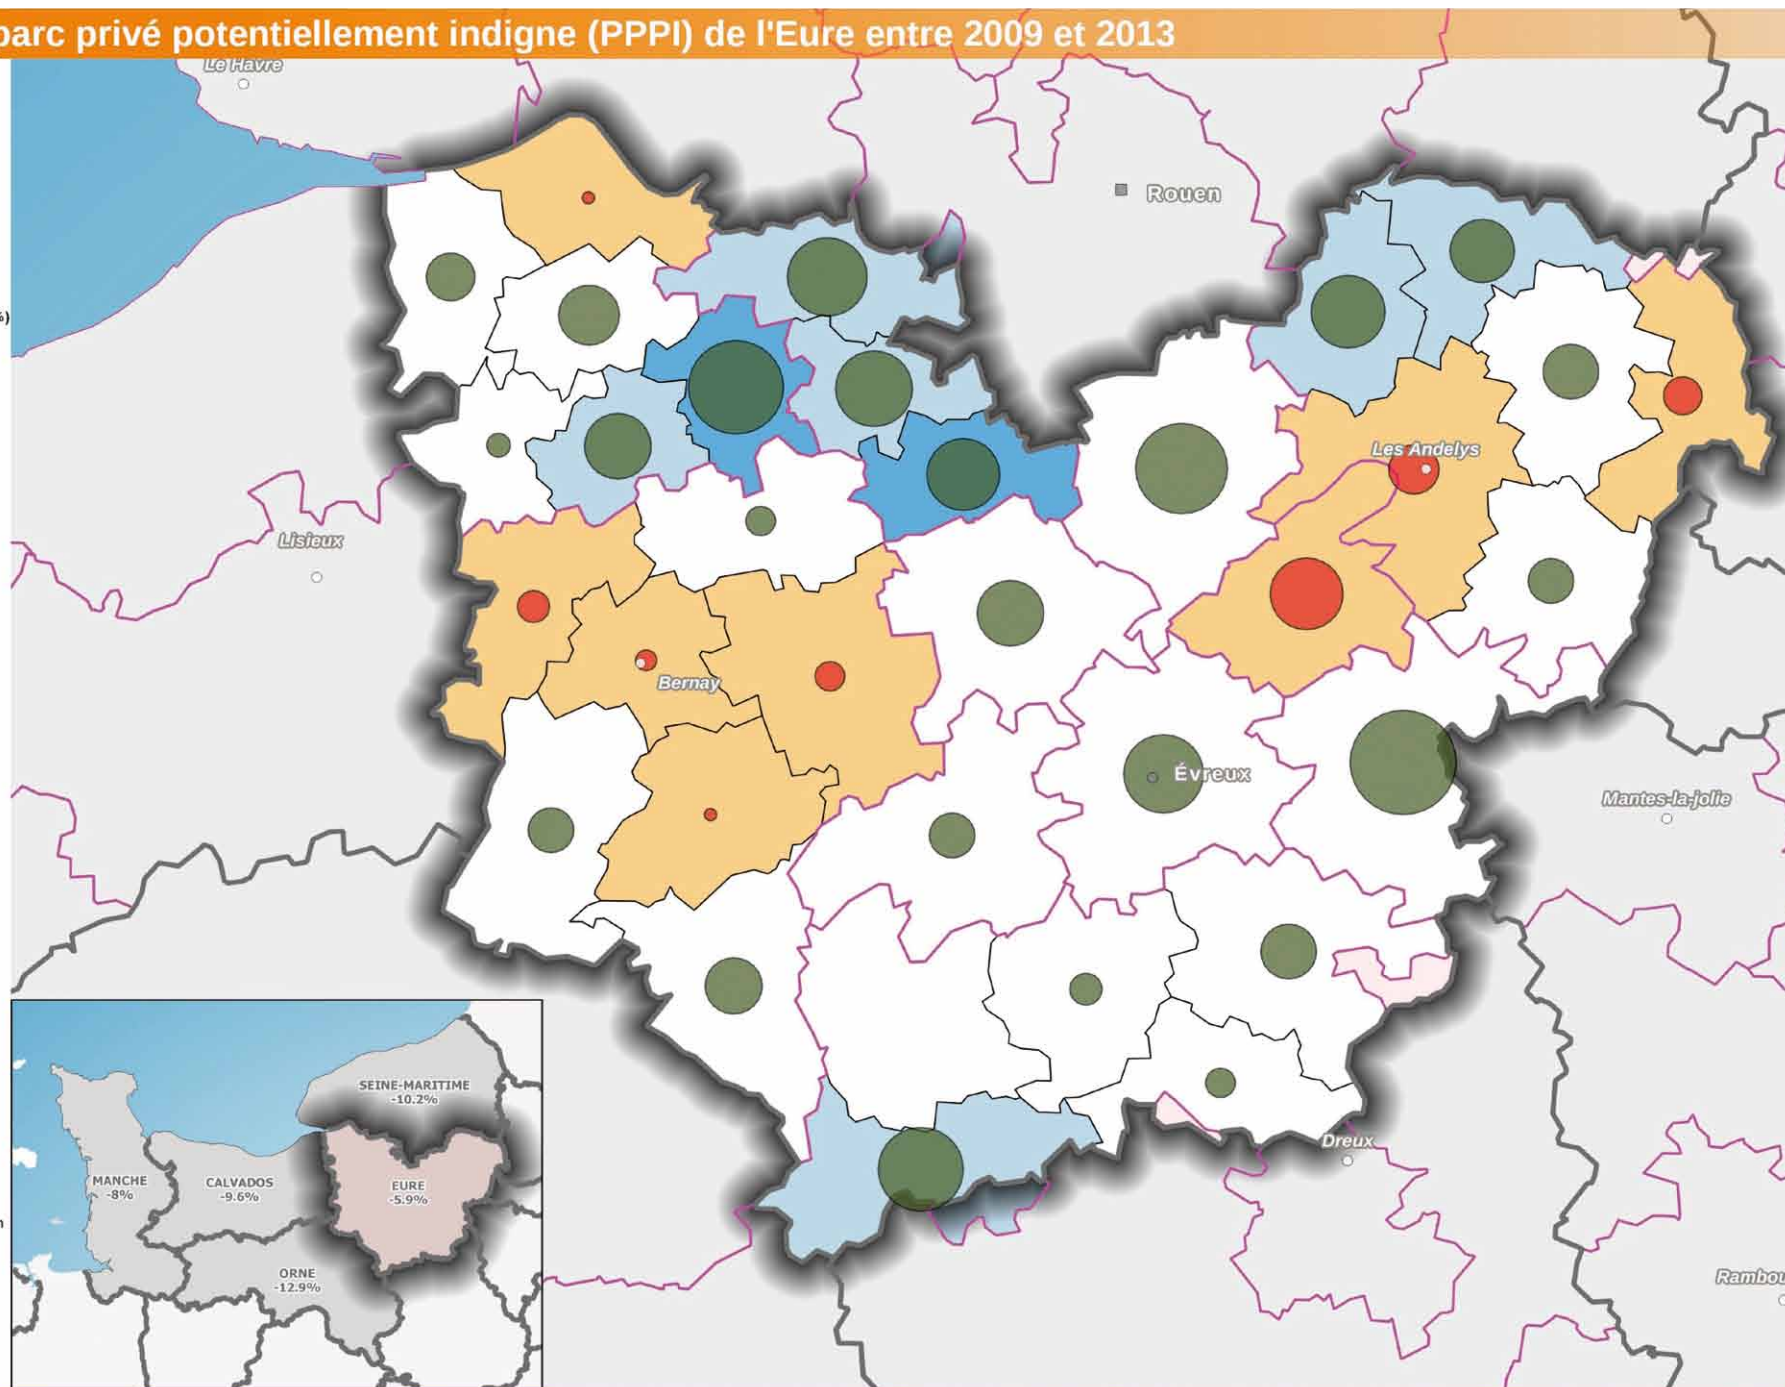 parc privé potentiellement indigne (PPPI) de l'Eure entre 2009 et 2013
Le Havre
Rouen
%)
Les Andelys
Lisieux
Bernay
Évreux
Mantes-la-jolie
SEINE-MARITIME
-10.2%
MANCHE
-8%
CALVADOS
-9.6%
EURE
-5.9%
Dreux
ORNE
-12.9%
Rambou